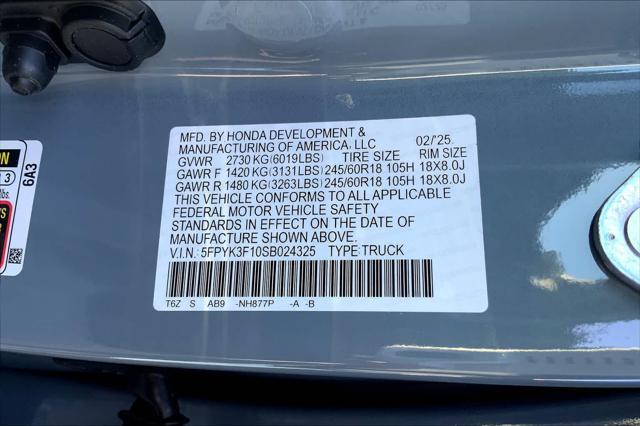 MFD. BY HONDA DEVELOPMENT &
MANUFACTURING OF AMERICA, LLC 02/'25.
GVWR 2730 KG(6019LBS) TIRE SIZE RIM SIZE
GAWR F 1420 KG(3131LBS) 245/60R18 105H 18X8.0J
GAWR R 1480 KG(3263LBS) 245/60R18 105H 18X8.0J
THIS VEHICLE CONFORMS TO ALL APPLICABLE
FEDERAL MOTOR VEHICLE SAFETY
STANDARDS IN EFFECT ON THE DATE OF
MANUFACTURE SHOWN ABOVE.
V.I.N.: 5FPYK3F10SB024325 TYPE:TRUCK
T6Z S AB9 -NH877P -A -B
6A3
3
lbs.